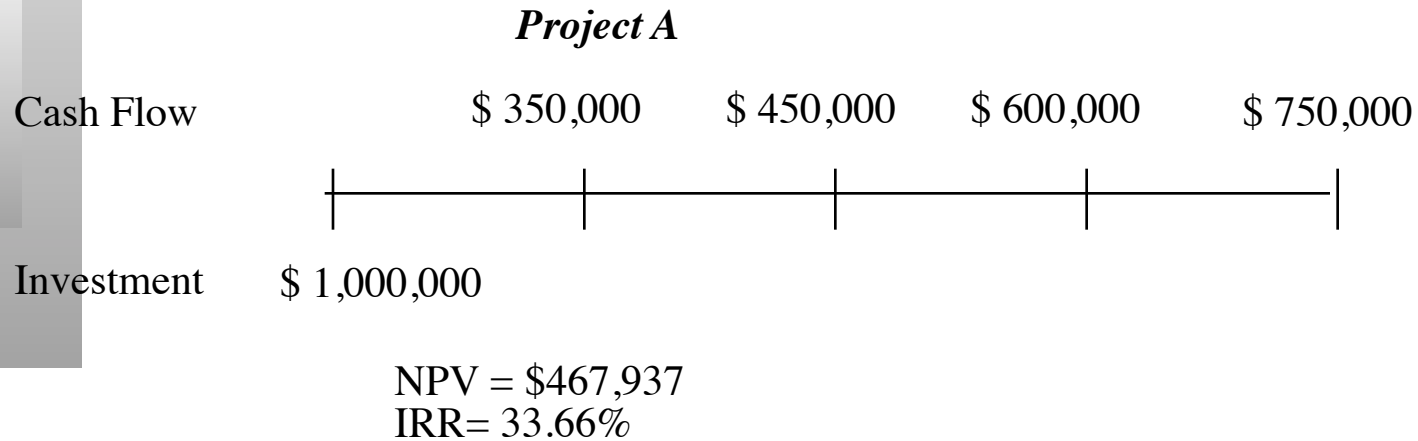 Project A
Cash Flow $ 350,000 $ 450,000 $ 600,000 $ 750,000
Investment $ 1,000,000
NPV = $467,937
IRR= 33.66%